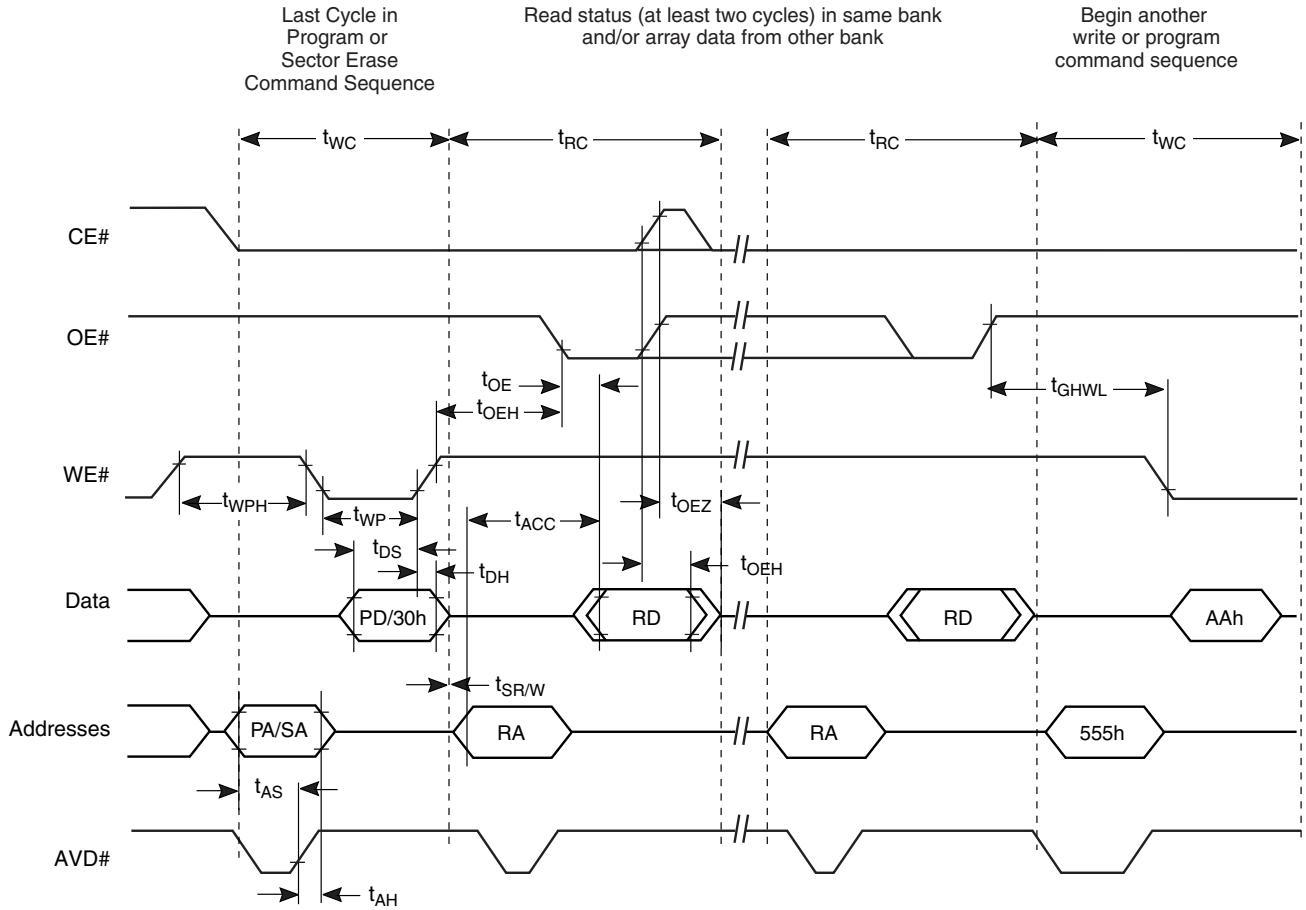 Last Cycle in
Program or
Sector Erase
Command Sequence
Read status (at least two cycles) in same bank
and/or array data from other bank
Begin another
write or program
command sequence
tWC
tRC
tRC
tWC
CE#
OE#
tOE
tOEH
tGHWL
WE#
tWPH
tWP
tOEZ
tACC
tDS
tDH
tOEH
Data
PD/30h
RD
RD
AAh
tSR/W
Addresses
PA/SA
RA
RA
555h
tAS
AVD#
tAH